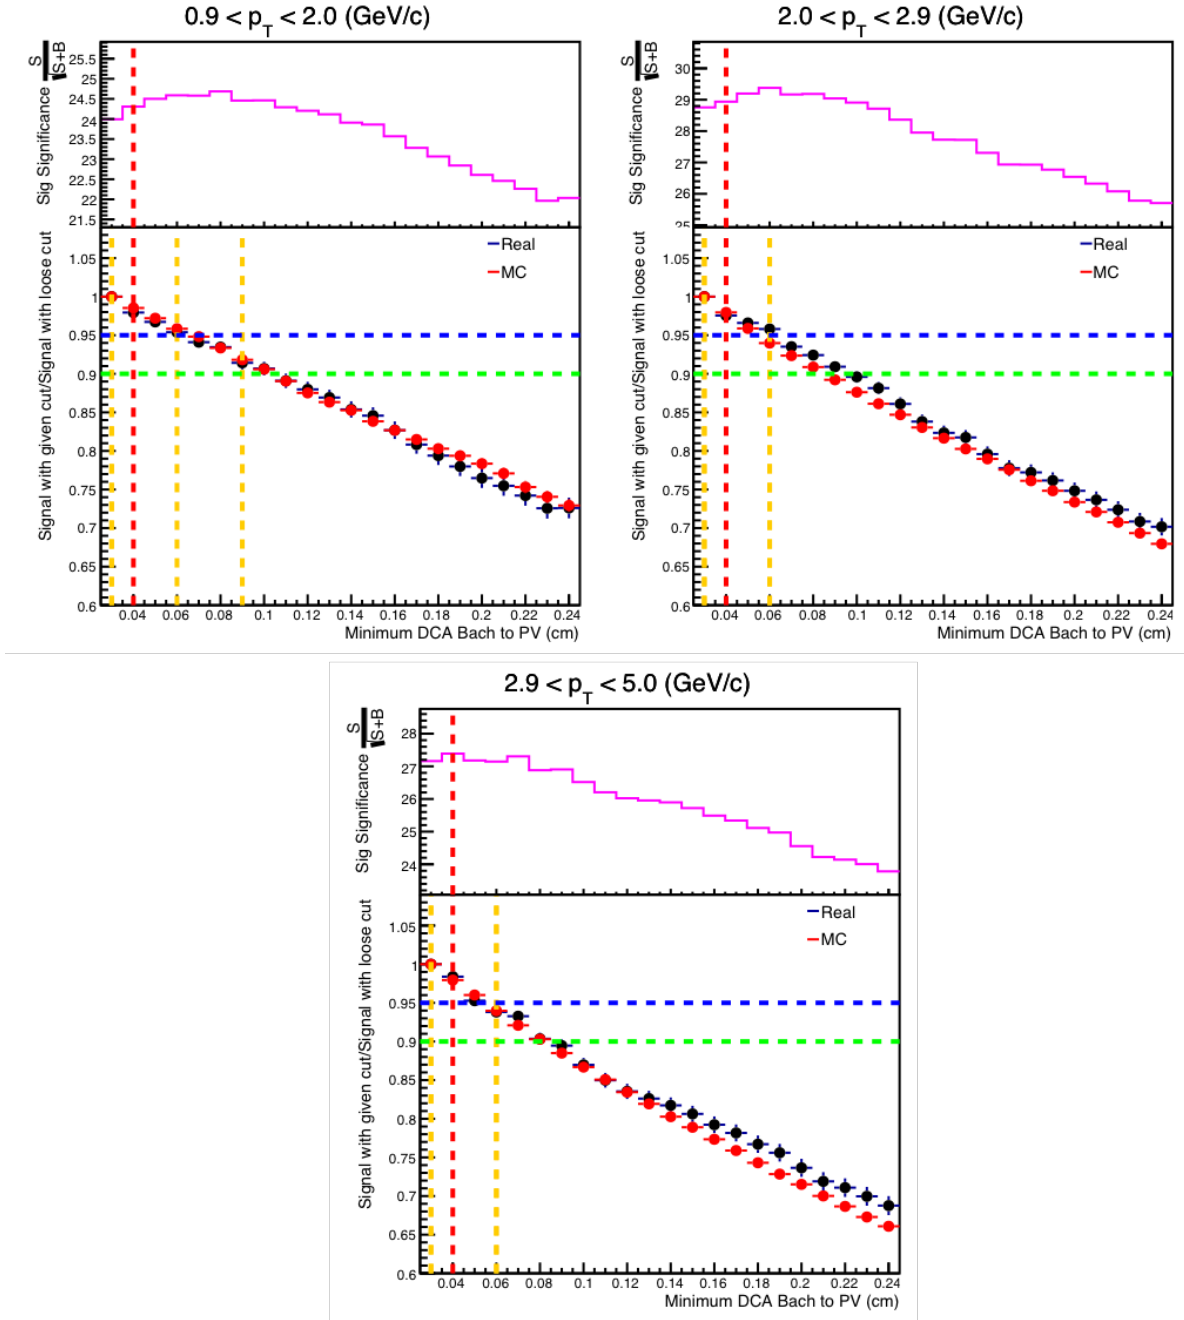 0.9 < pT < 2.0 (GeV/c)
Sig Significance S/√S+B
25.5
25
24.5
24
23.5
23
22.5
22
21.5
Real
MC
Signal with given cut/Signal with loose cut
1.05
1
0.95
0.9
0.85
0.8
0.75
0.7
0.65
0.6
0.04 0.06 0.08 0.1 0.12 0.14 0.16 0.18 0.2 0.22 0.24
Minimum DCA Bach to PV (cm)
2.0 < pT < 2.9 (GeV/c)
Sig Significance S/√S+B
30
29
28
27
26
25
Real
MC
Signal with given cut/Signal with loose cut
1.05
1
0.95
0.9
0.85
0.8
0.75
0.7
0.65
0.6
0.04 0.06 0.08 0.1 0.12 0.14 0.16 0.18 0.2 0.22 0.24
Minimum DCA Bach to PV (cm)
2.9 < pT < 5.0 (GeV/c)
Sig Significance S/√S+B
28
27
26
25
24
Real
MC
Signal with given cut/Signal with loose cut
1.05
1
0.95
0.9
0.85
0.8
0.75
0.7
0.65
0.6
0.04 0.06 0.08 0.1 0.12 0.14 0.16 0.18 0.2 0.22 0.24
Minimum DCA Bach to PV (cm)